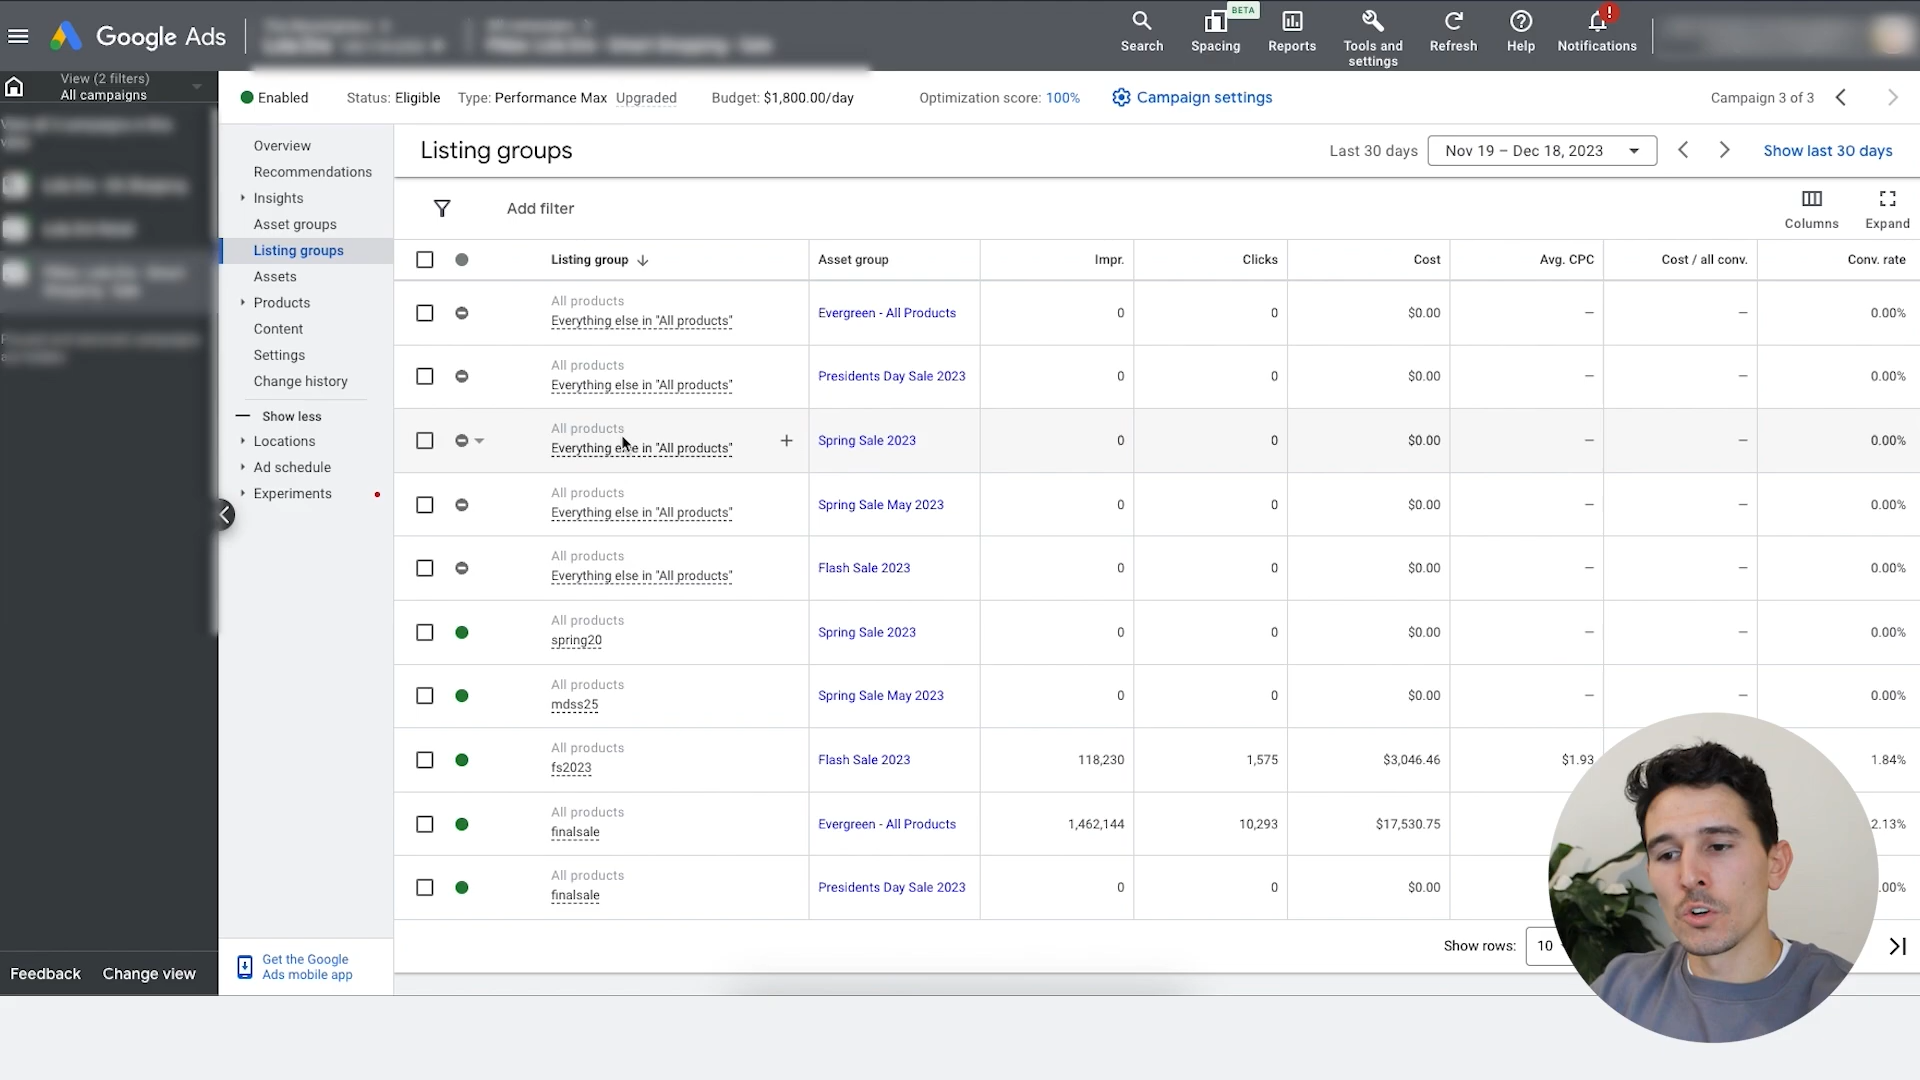 Google Ads
Search
BETA
Spacing
Reports
Tools and settings
Refresh
Help
!
Notifications
View (2 filters)
All campaigns
Enabled
Status: Eligible
Type: Performance Max Upgraded
Budget: $1,800.00/day
Optimization score: 100%
Campaign settings
Campaign 3 of 3
Overview
Recommendations
Insights
Asset groups
Listing groups
Assets
Products
Content
Settings
Change history
Show less
Locations
Ad schedule
Experiments
Get the Google
Ads mobile app
Feedback Change view
Listing groups
Last 30 days Nov 19 – Dec 18, 2023 Show last 30 days
Add filter
Columns
Expand
Listing group Asset group Impr. Clicks Cost Avg. CPC Cost / all conv. Conv. rate
All products
Everything else in "All products" Evergreen - All Products 0 0 $0.00 – – 0.00%
All products
Everything else in "All products" Presidents Day Sale 2023 0 0 $0.00 – – 0.00%
All products
Everything else in "All products" + Spring Sale 2023 0 0 $0.00 – – 0.00%
All products
Everything else in "All products" Spring Sale May 2023 0 0 $0.00 – – 0.00%
All products
Everything else in "All products" Flash Sale 2023 0 0 $0.00 – – 0.00%
All products
spring20 Spring Sale 2023 0 0 $0.00 – – 0.00%
All products
mdss25 Spring Sale May 2023 0 0 $0.00 – – 0.00%
All products
fs2023 Flash Sale 2023 118,230 1,575 $3,046.46 $1.93 1.84%
All products
finalsale Evergreen - All Products 1,462,144 10,293 $17,530.75 2.13%
All products
finalsale Presidents Day Sale 2023 0 0 $0.00 .00%
Show rows: 10